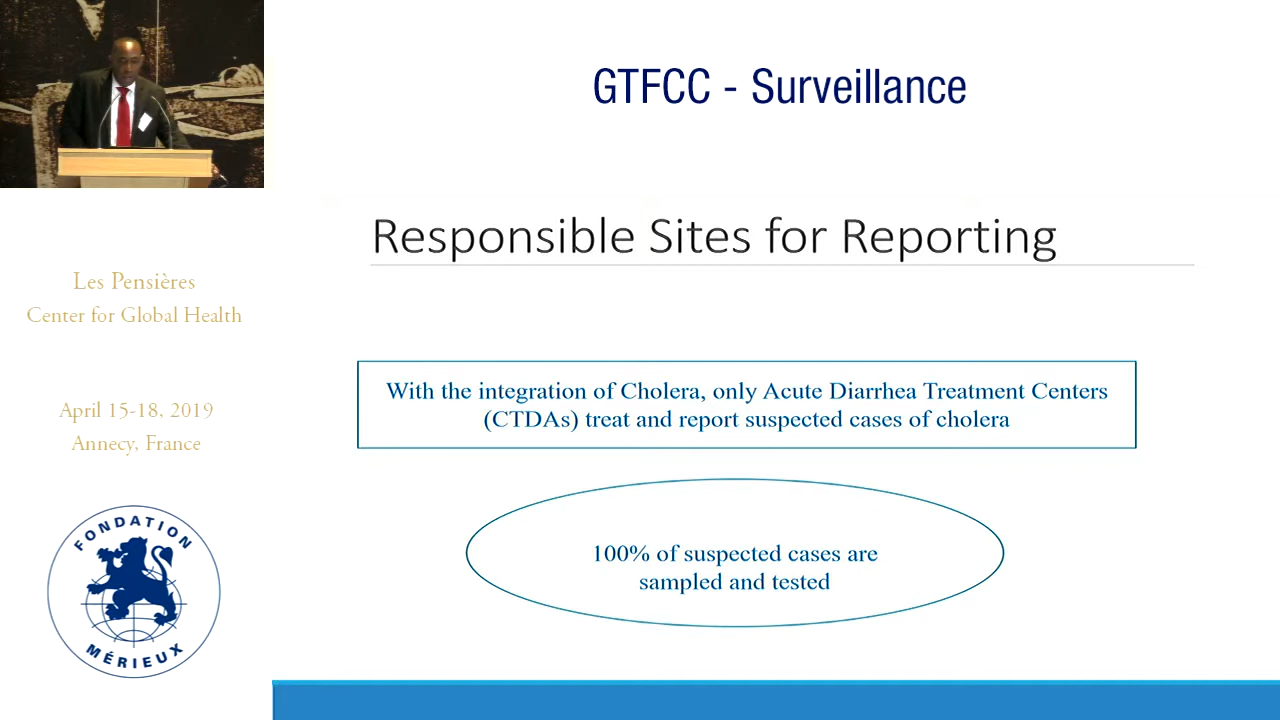 GTFCC - Surveillance
Responsible Sites for Reporting
Les Pensières
Center for Global Health
With the integration of Cholera, only Acute Diarrhea Treatment Centers
(CTDAs) treat and report suspected cases of cholera
April 15-18, 2019
Annecy, France
100% of suspected cases are
sampled and tested
FONDATION
MÉRIEUX